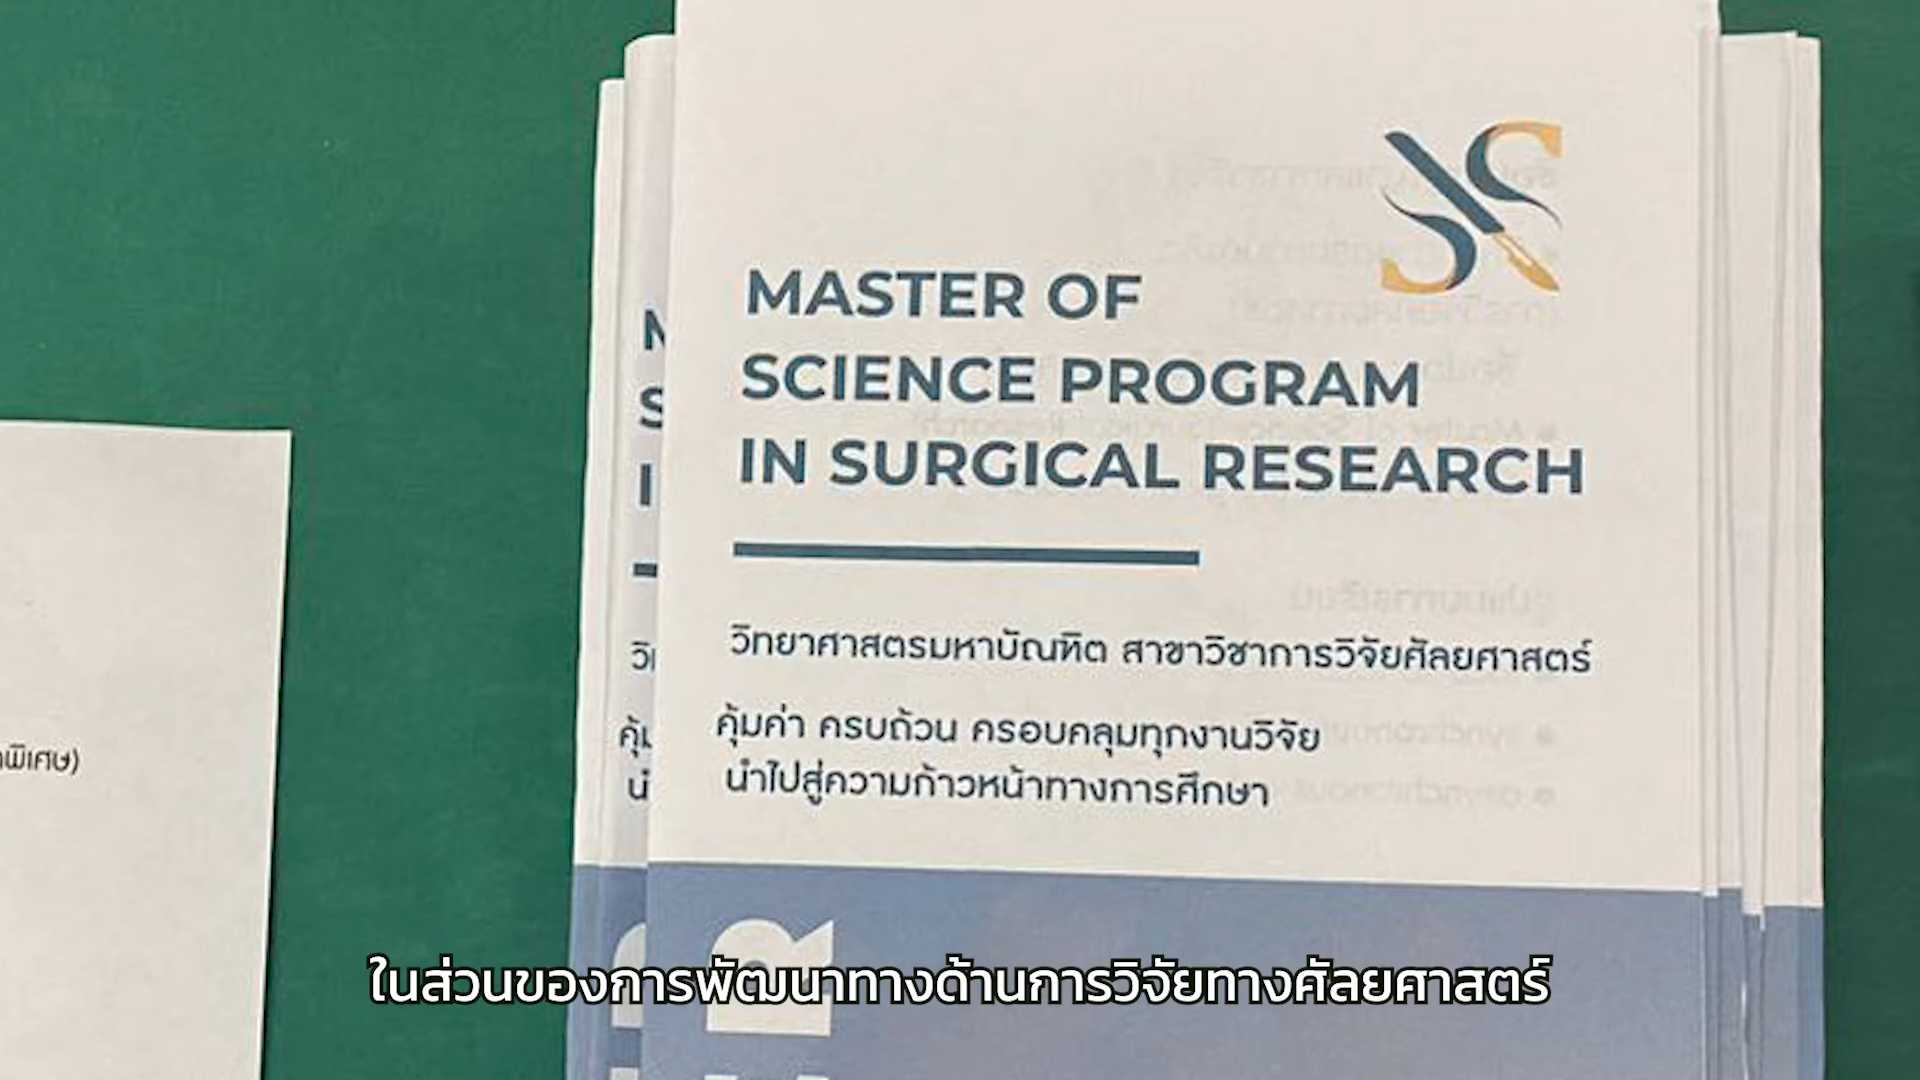 MASTER OF
SCIENCE PROGRAM
IN SURGICAL RESEARCH
วิทยาศาสตรมหาบัณฑิต สาขาวิชาการวิจัยศัลยศาสตร์
คุ้มค่า ครบถ้วน ครอบคลุมทุกงานวิจัย
นำไปสู่ความก้าวหน้าทางการศึกษา
ในส่วนของการพัฒนาทางด้านการวิจัยทางศัลยศาสตร์